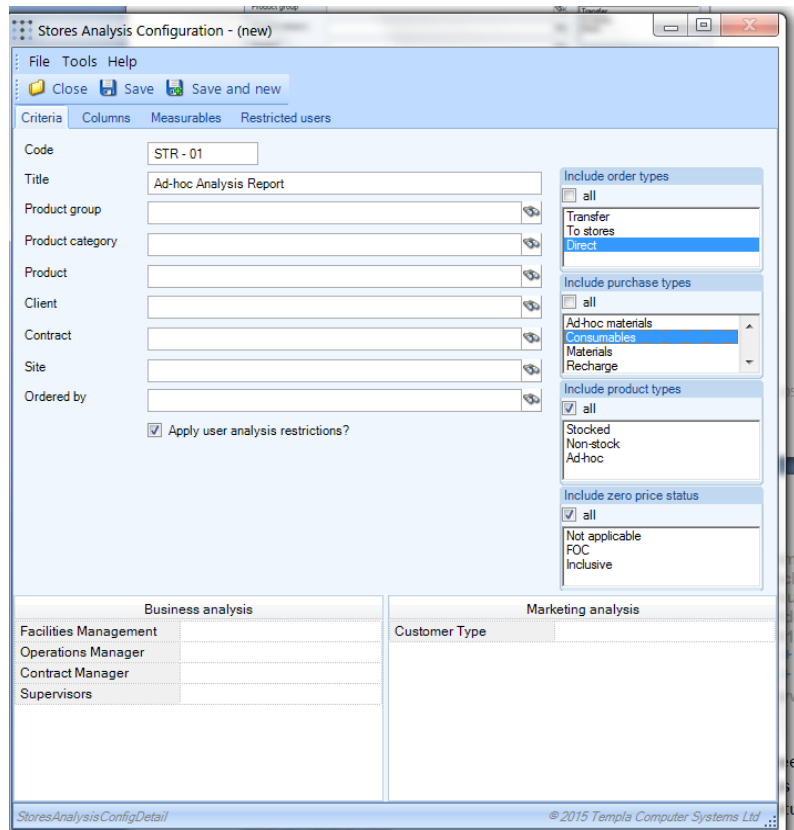 Product group
Transfer
Stores Analysis Configuration - (new)
File Tools Help
Close Save Save and new
Criteria Columns Measurables Restricted users
Code STR - 01
Title Ad-hoc Analysis Report
Product group
Product category
Product
Client
Contract
Site
Ordered by
Apply user analysis restrictions?
Include order types
all
Transfer
To stores
Direct
Include purchase types
all
Ad-hoc materials
Consumables
Materials
Recharge
Include product types
all
Stocked
Non-stock
Ad-hoc
Include zero price status
all
Not applicable
FOC
Inclusive
Business analysis
Facilities Management
Operations Manager
Contract Manager
Supervisors
Marketing analysis
Customer Type
StoresAnalysisConfigDetail
© 2015 Templa Computer Systems Ltd